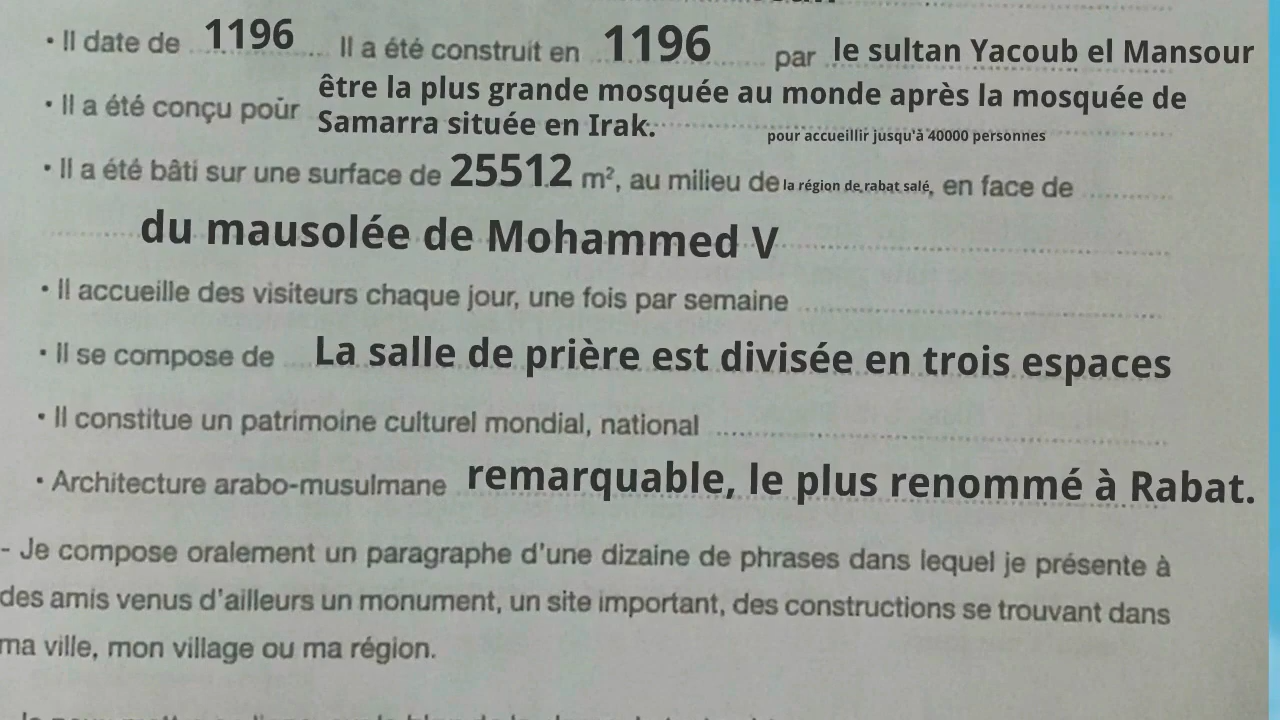 • Il date de 1196 Il a été construit en 1196 par le sultan Yacoub el Mansour
• Il a été conçu pour être la plus grande mosquée au monde après la mosquée de
Samarra située en Irak. pour accueillir jusqu'à 40000 personnes
• Il a été bâti sur une surface de 25512 m², au milieu de la région de rabat salé, en face de
du mausolée de Mohammed V
• Il accueille des visiteurs chaque jour, une fois par semaine
• Il se compose de La salle de prière est divisée en trois espaces
• Il constitue un patrimoine culturel mondial, national
• Architecture arabo-musulmane remarquable, le plus renommé à Rabat.
- Je compose oralement un paragraphe d'une dizaine de phrases dans lequel je présente à
des amis venus d'ailleurs un monument, un site important, des constructions se trouvant dans
ma ville, mon village ou ma région.